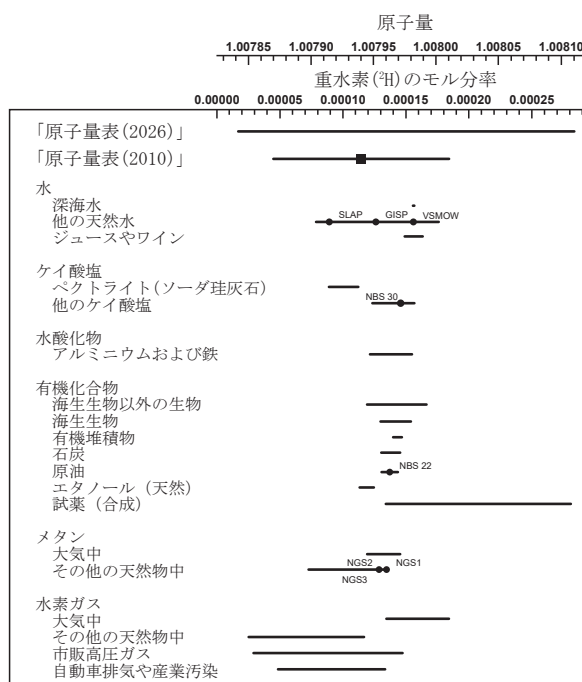 原子量
1.00785 1.00790 1.00795 1.00800 1.00805 1.00810
重水素(²H)のモル分率
0.00000 0.00005 0.00010 0.00015 0.00020 0.00025
「原子量表(2026)」
「原子量表(2010)」
水
深海水
他の天然水 SLAP GISP VSMOW
ジュースやワイン
ケイ酸塩
ペクトライト(ソーダ珪灰石)
他のケイ酸塩 NBS 30
水酸化物
アルミニウムおよび鉄
有機化合物
海生生物以外の生物
海生生物
有機堆積物
石炭
原油 NBS 22
エタノール（天然）
試薬（合成）
メタン
大気中
その他の天然物中 NGS2 NGS1
NGS3
水素ガス
大気中
その他の天然物中
市販高圧ガス
自動車排気や産業汚染